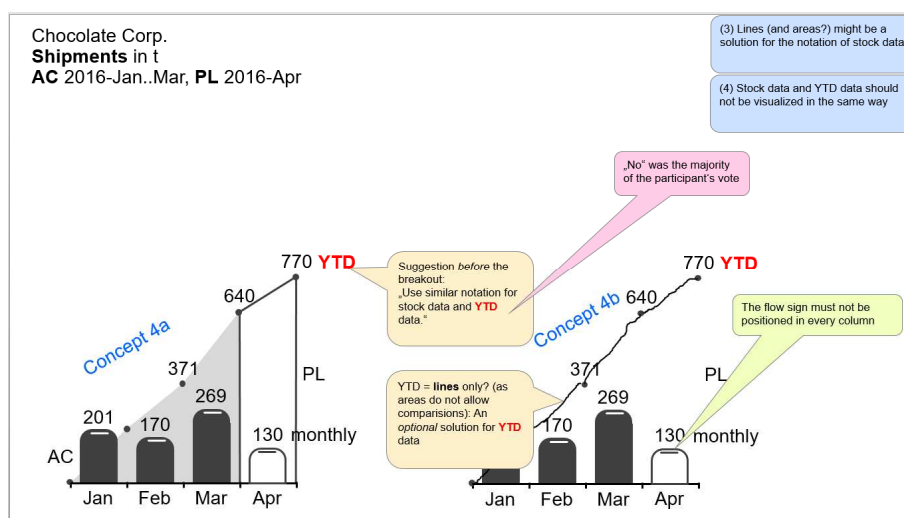 Chocolate Corp.
Shipments in t
AC 2016-Jan..Mar, PL 2016-Apr
(3) Lines (and areas?) might be a
solution for the notation of stock data
(4) Stock data and YTD data should
not be visualized in the same way
„No“ was the majority
of the participant's vote
Suggestion before the
breakout:
„Use similar notation for
stock data and YTD
data.“
The flow sign must not be
positioned in every column
YTD = lines only? (as
areas do not allow
comparisions): An
optional solution for YTD
data
Concept 4a
770 YTD
640
371
PL
269
201
170
130 monthly
AC
Jan
Feb
Mar
Apr
Concept 4b
770 YTD
640
371
PL
269
170
130 monthly
Jan
Feb
Mar
Apr